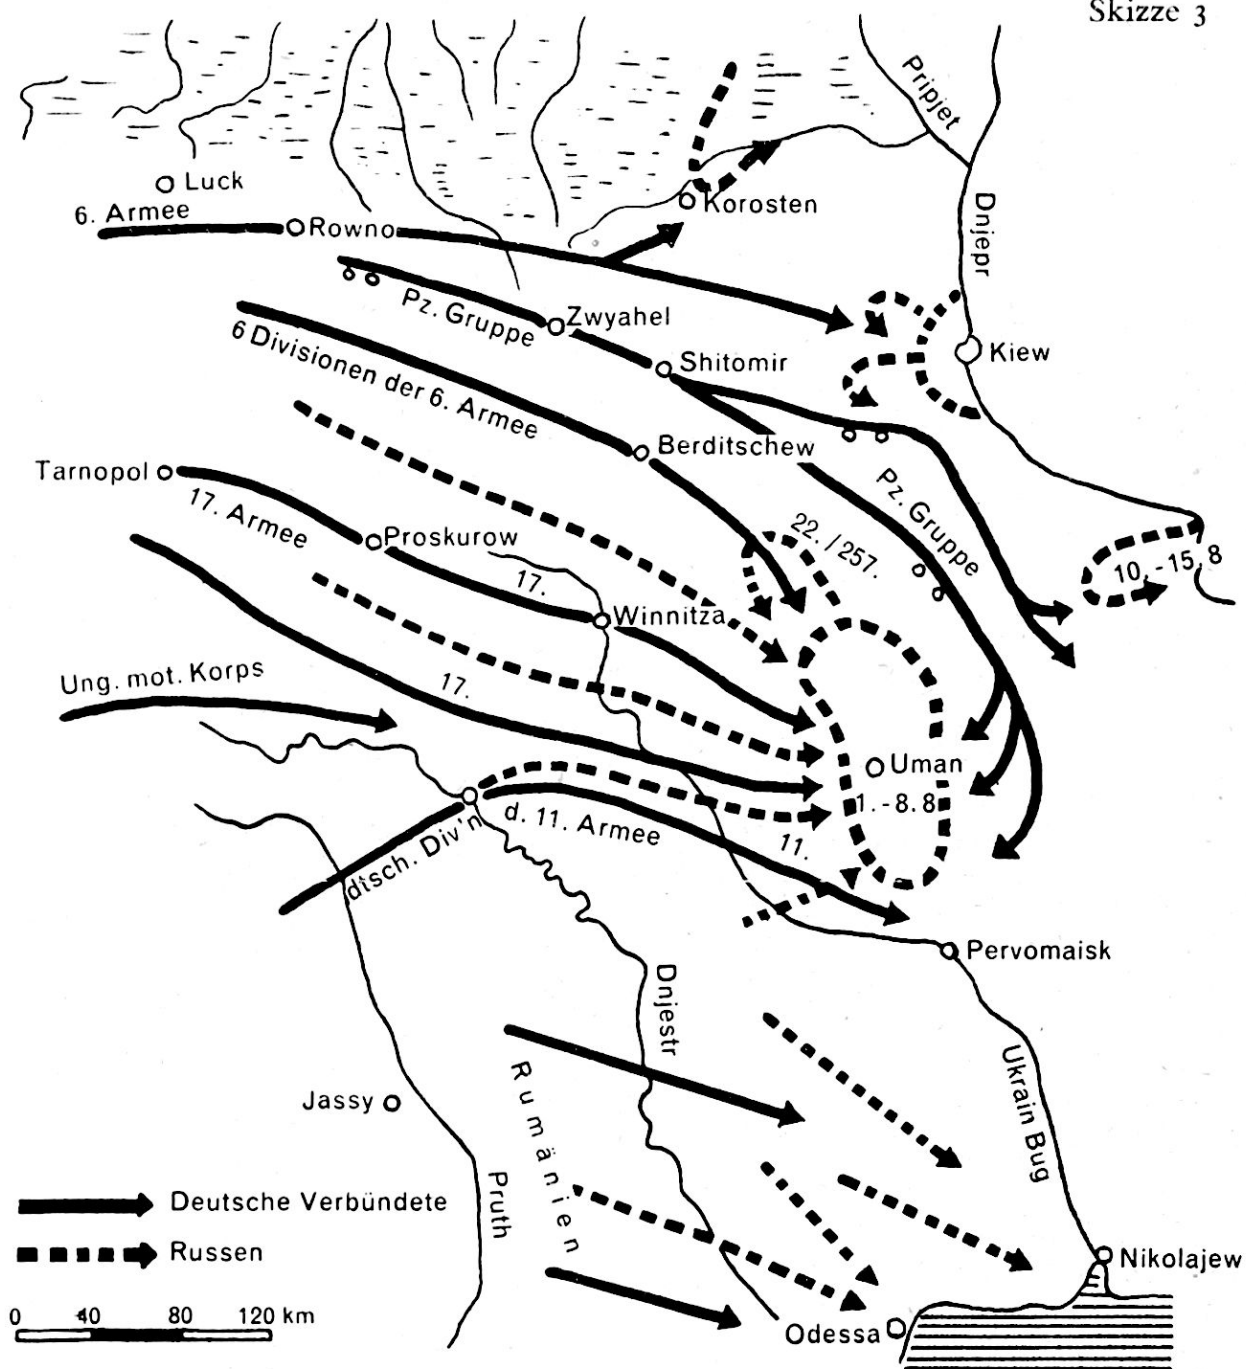 Skizze 3
Pripjet
Luck
6. Armee
Rowno
Korosten
Dnjepr
Pz. Gruppe
Zwyahel
Kiew
6 Divisionen der 6. Armee
Shitomir
Berditschew
Tarnopol
17. Armee
Proskurow
22. / 257.
Pz. Gruppe
10. - 15. 8
17.
Winnitza
Ung. mot. Korps
17.
Uman
1. - 8. 8
dtsch. Div'n
d. 11. Armee
11.
Pervomaisk
Dnjestr
Ukrain Bug
Jassy
Rumänien
Pruth
Deutsche Verbündete
Russen
Nikolajew
0 40 80 120 km
Odessa